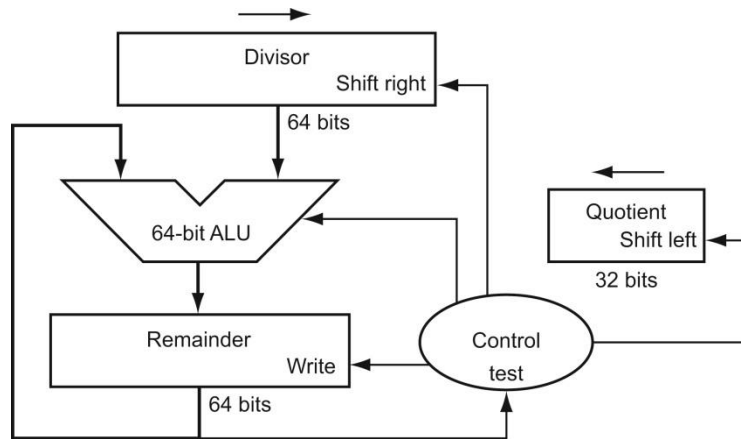 Divisor
Shift right
64 bits
64-bit ALU
Quotient
Shift left
32 bits
Remainder
Write
Control
test
64 bits